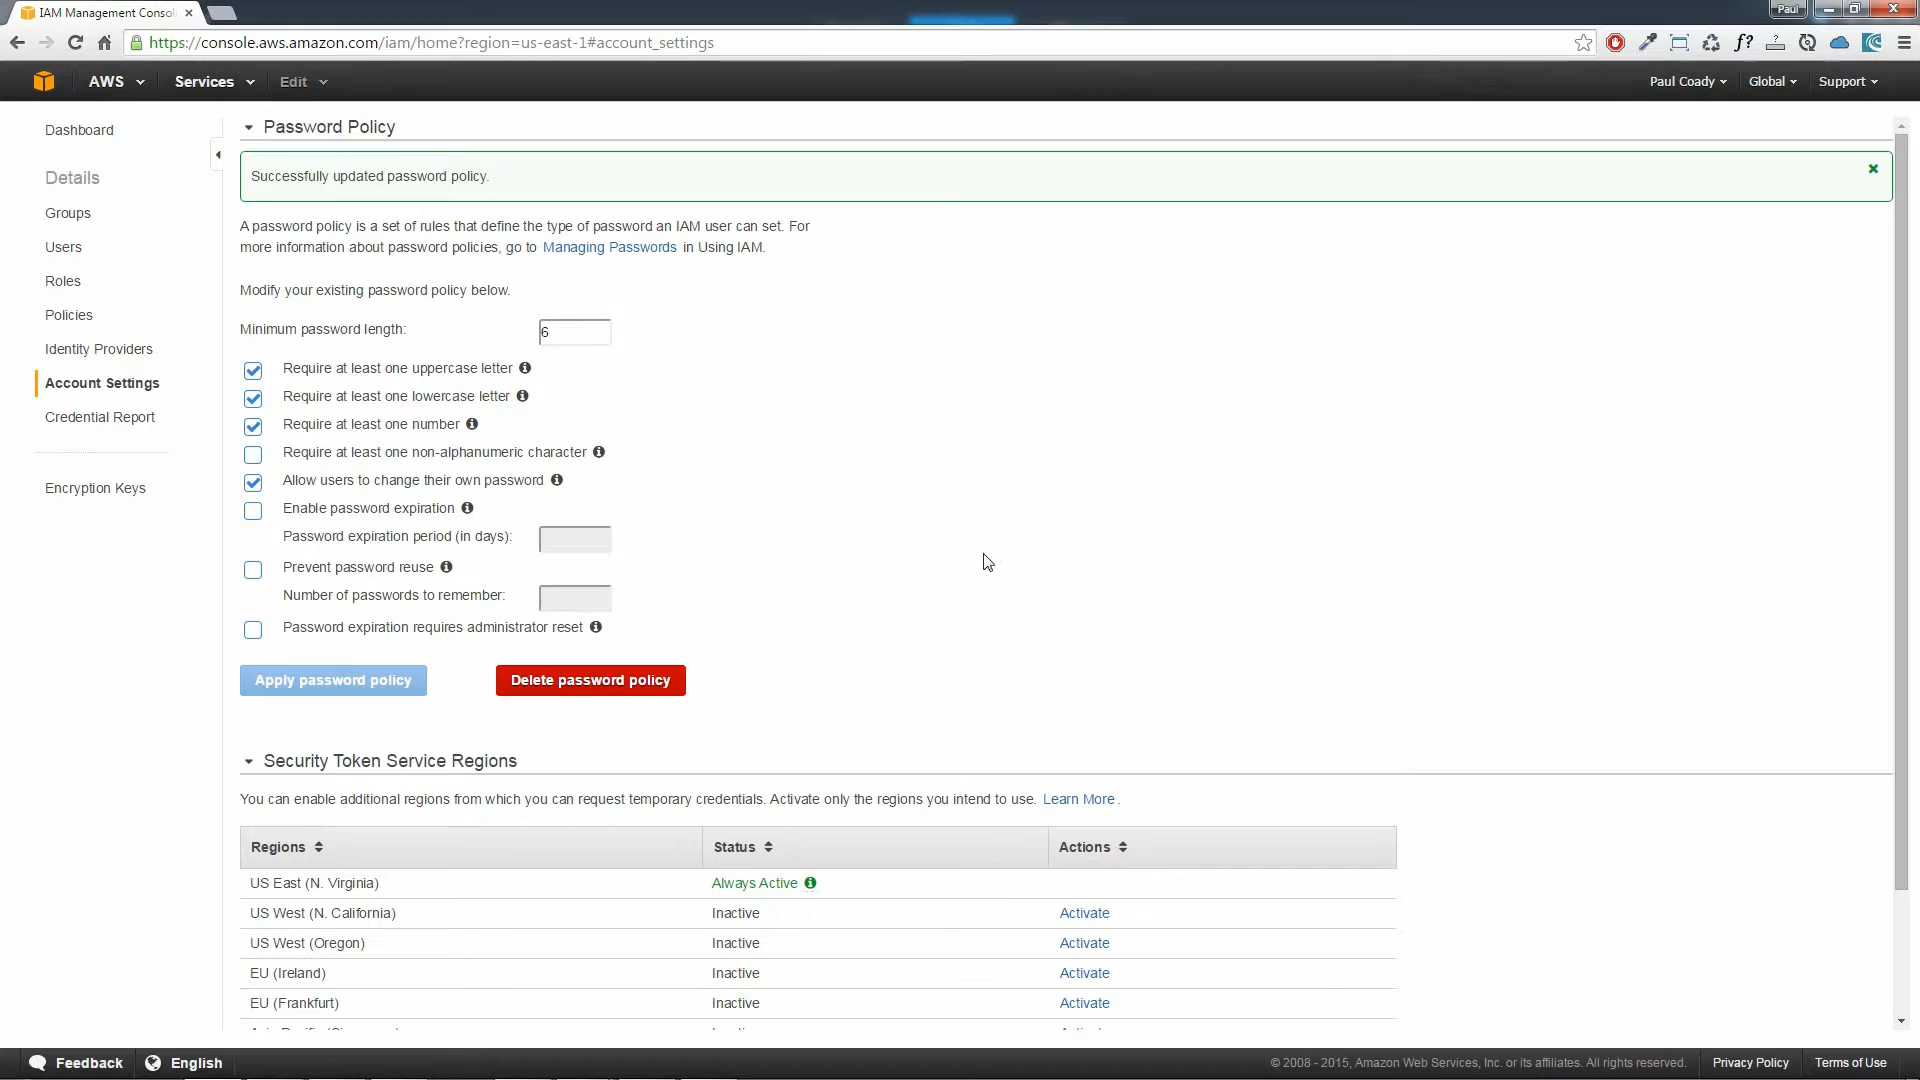 IAM Management Conso
Paul
https://console.aws.amazon.com/iam/home?region=us-east-1#account_settings
f?
AWS
Services
Edit
Paul Coady
Global
Support
Dashboard
Details
Groups
Users
Roles
Policies
Identity Providers
Account Settings
Credential Report
Encryption Keys
Password Policy
Successfully updated password policy.
A password policy is a set of rules that define the type of password an IAM user can set. For
more information about password policies, go to Managing Passwords in Using IAM.
Modify your existing password policy below.
Minimum password length: 6
Require at least one uppercase letter
Require at least one lowercase letter
Require at least one number
Require at least one non-alphanumeric character
Allow users to change their own password
Enable password expiration
Password expiration period (in days):
Prevent password reuse
Number of passwords to remember:
Password expiration requires administrator reset
Apply password policy
Delete password policy
Security Token Service Regions
You can enable additional regions from which you can request temporary credentials. Activate only the regions you intend to use. Learn More.
Regions Status Actions
US East (N. Virginia) Always Active
US West (N. California) Inactive Activate
US West (Oregon) Inactive Activate
EU (Ireland) Inactive Activate
EU (Frankfurt) Inactive Activate
Feedback
English
© 2008 - 2015, Amazon Web Services, Inc. or its affiliates. All rights reserved.
Privacy Policy
Terms of Use